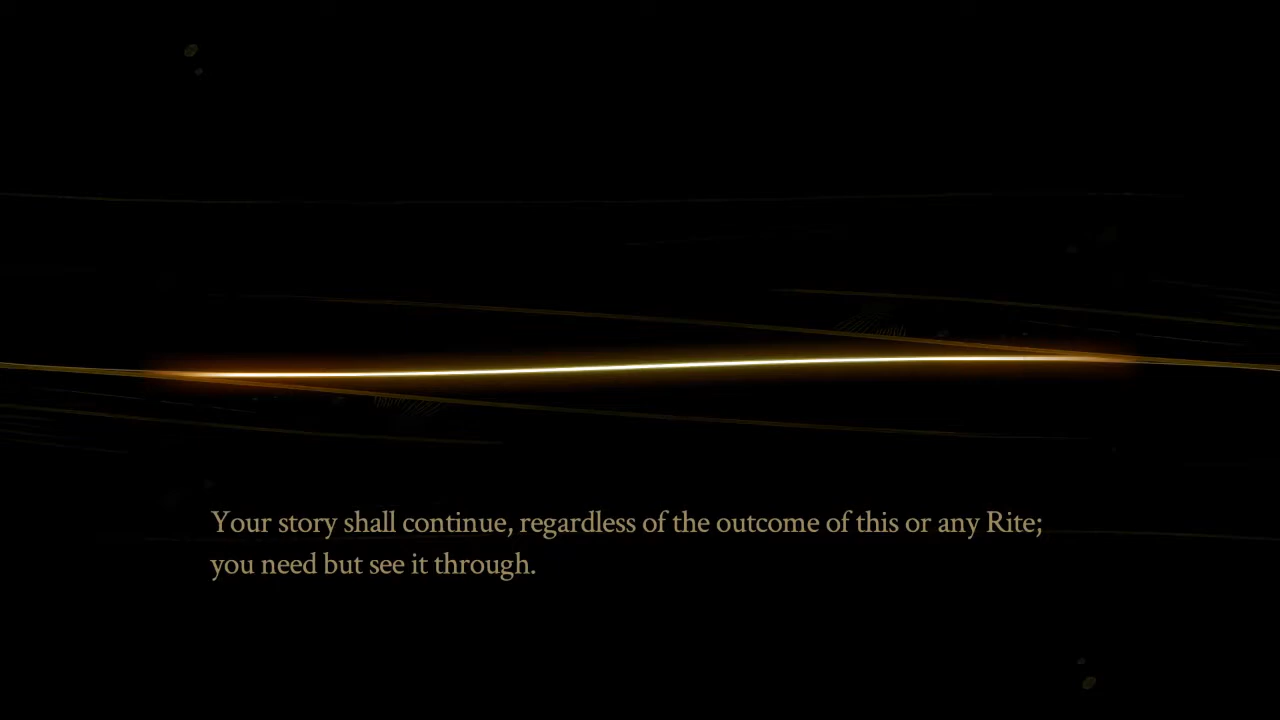 Your story shall continue, regardless of the outcome of this or any Rite;
you need but see it through.